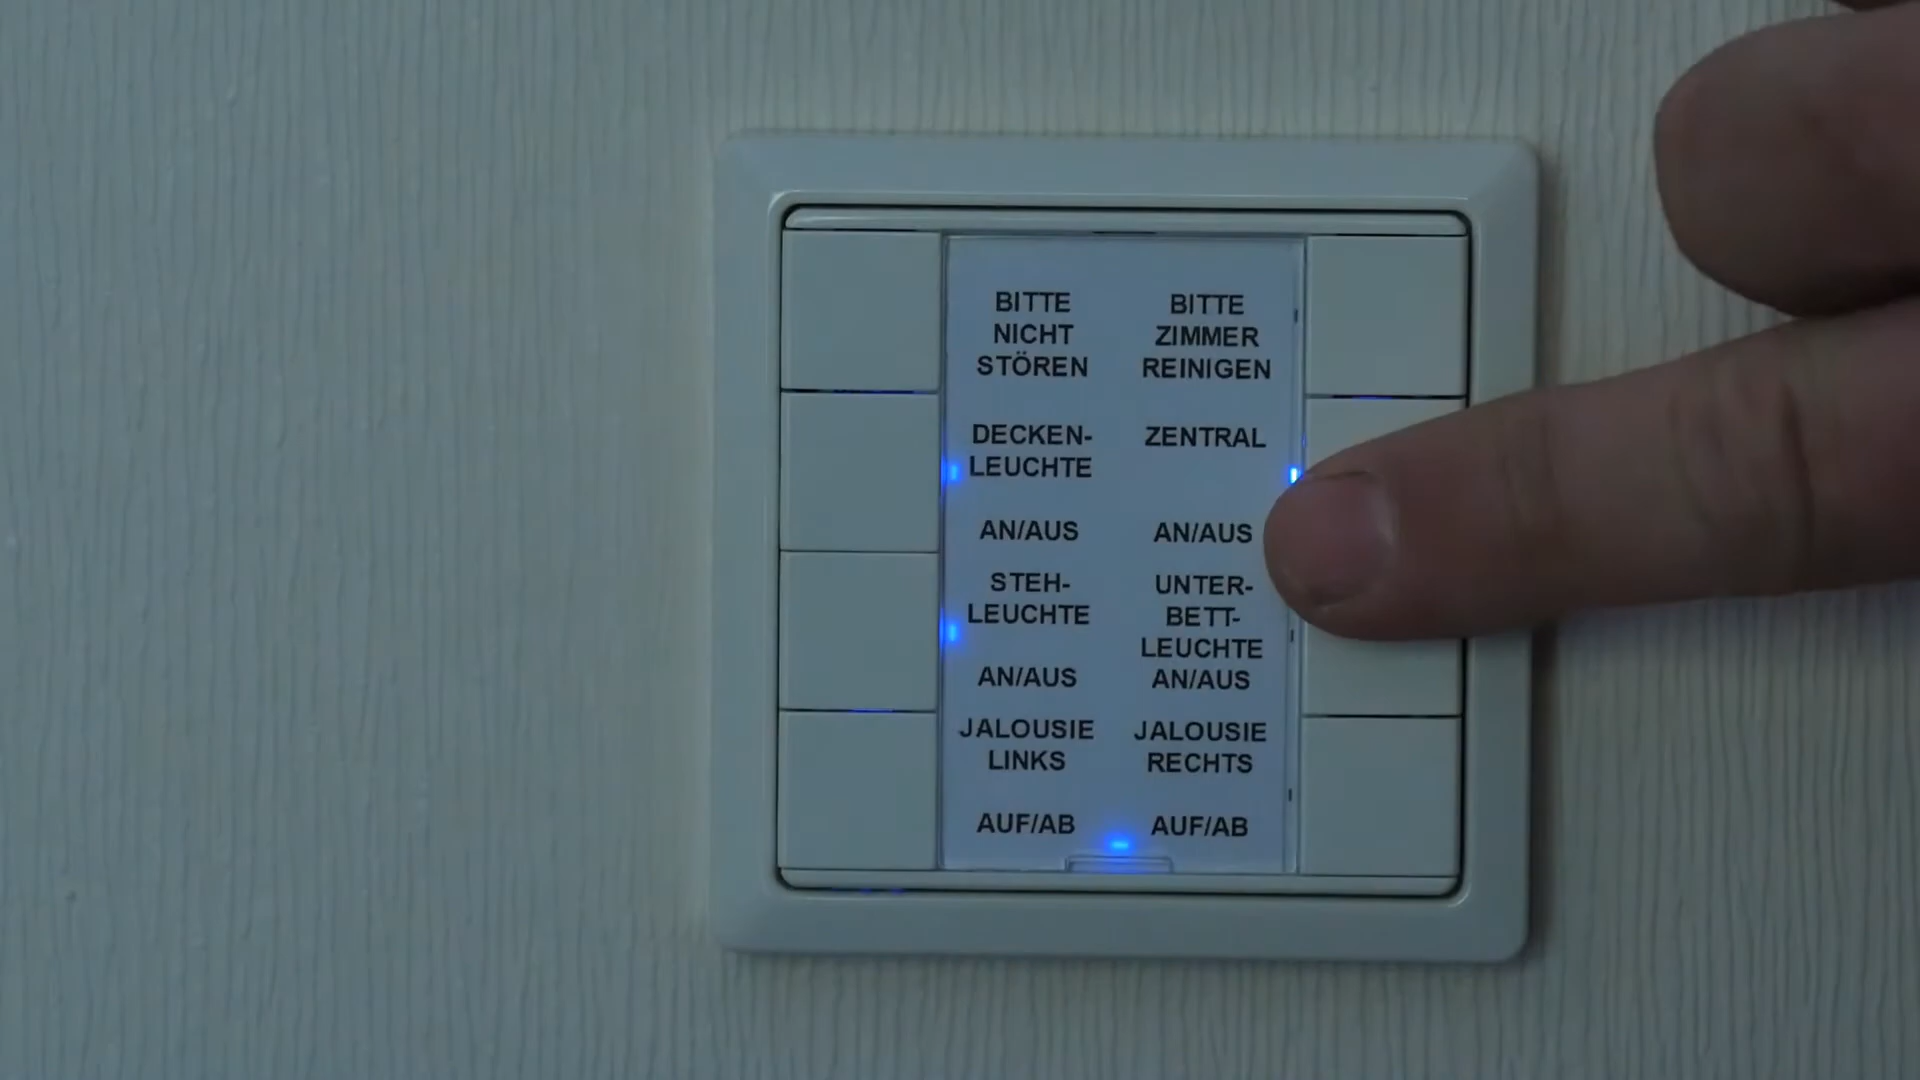 BITTE
NICHT
STÖREN
BITTE
ZIMMER
REINIGEN
DECKEN-
LEUCHTE
AN/AUS
ZENTRAL
AN/AUS
STEH-
LEUCHTE
AN/AUS
UNTER-
BETT-
LEUCHTE
AN/AUS
JALOUSIE
LINKS
AUF/AB
JALOUSIE
RECHTS
AUF/AB